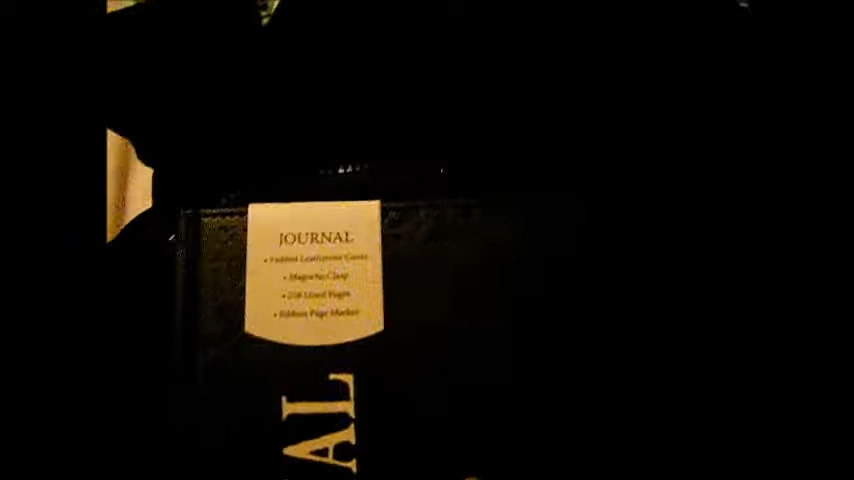 JOURNAL
• Padded Leatherette Cover
• Magnetic Clasp
• Lined Pages
• Ribbon Page Marker
AL